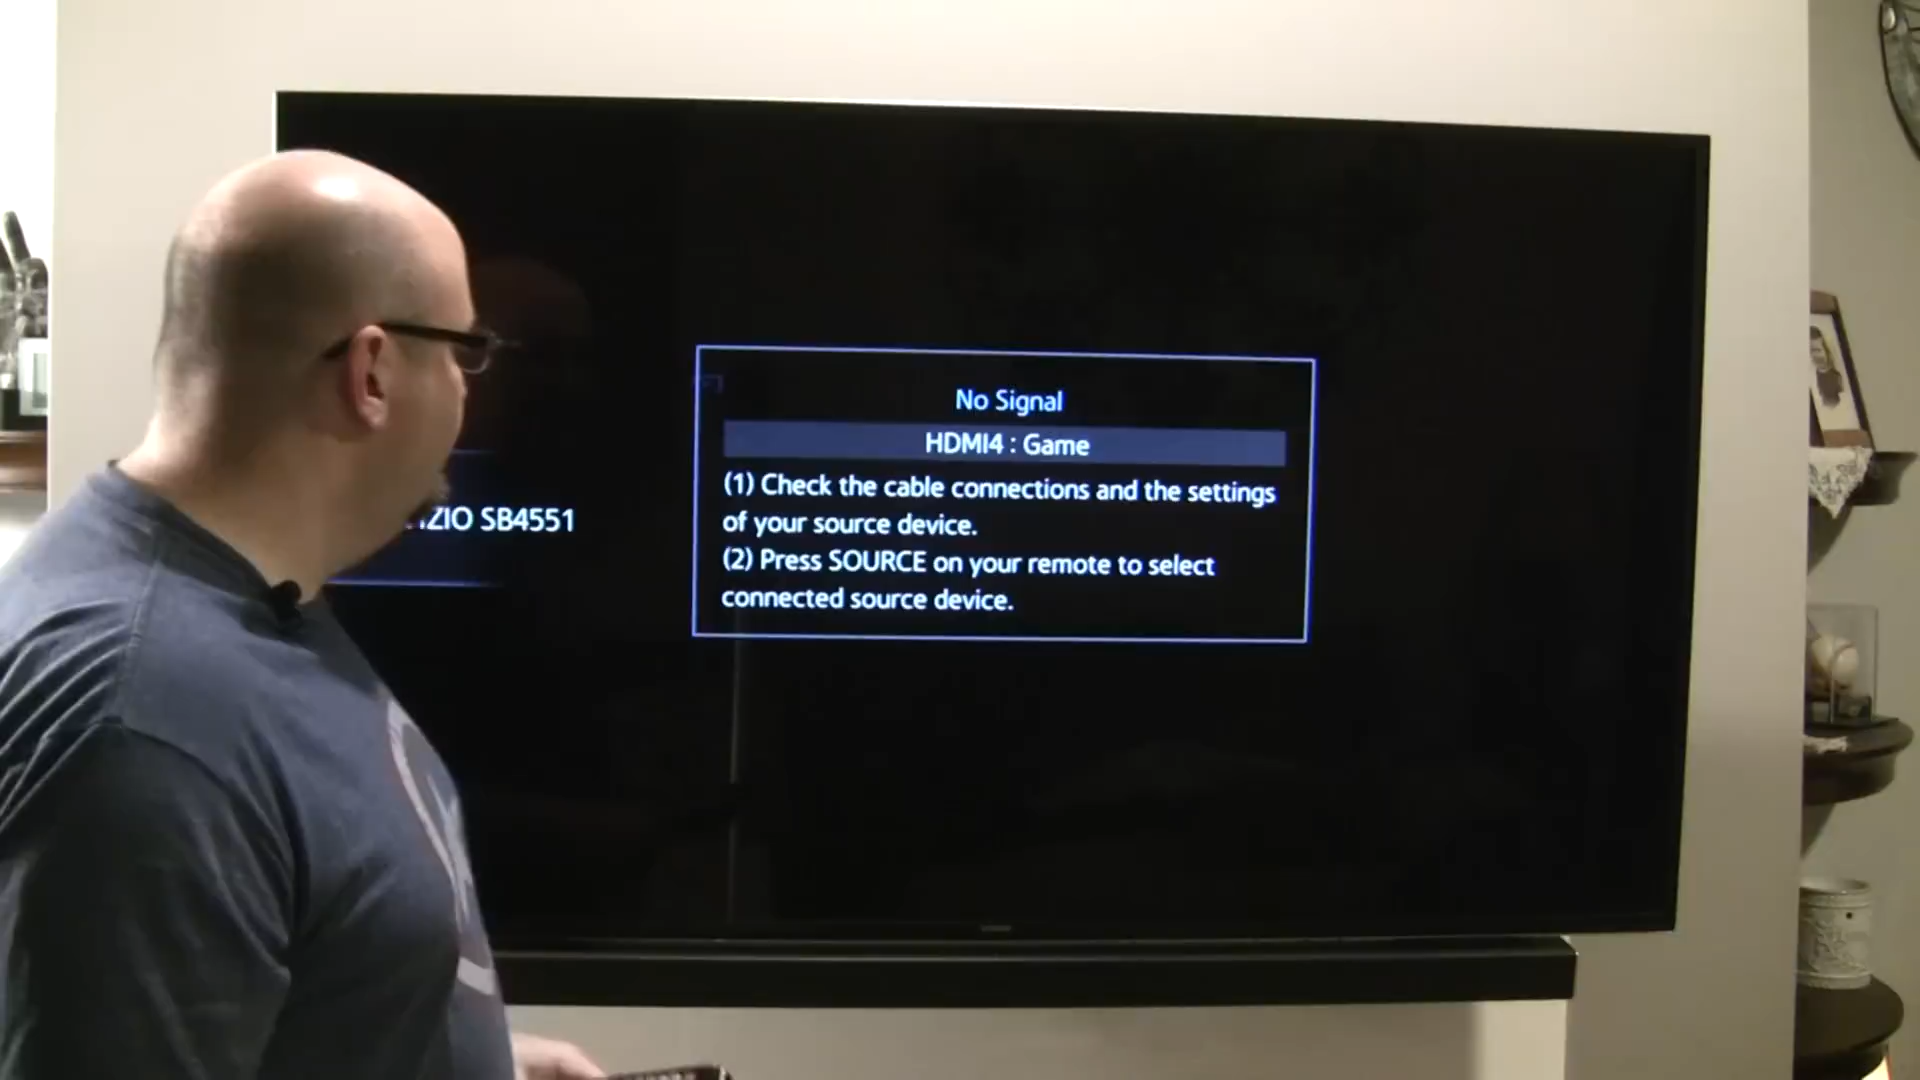 No Signal
HDMI4 : Game
(1) Check the cable connections and the settings
of your source device.
(2) Press SOURCE on your remote to select
connected source device.
SB4551